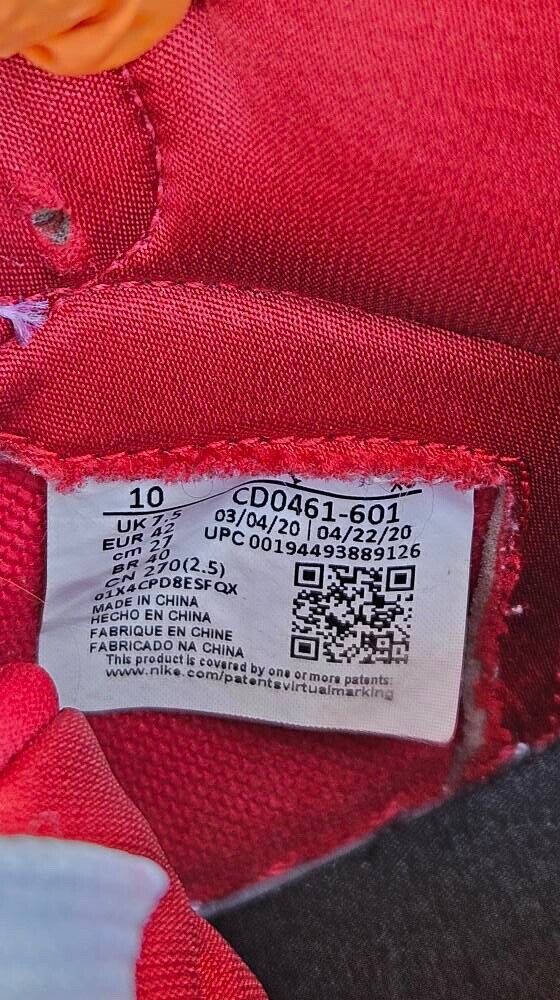 10
CD0461-601
UK 7.5
03/04/20 | 04/22/20
EUR 42
UPC 00194493889126
cm 27
BR 40
CN 270(2.5)
01X4CPD8ESFQX
MADE IN CHINA
HECHO EN CHINA
FABRIQUE EN CHINE
FABRICADO NA CHINA
This product is covered by one or more patents:
www.nike.com/patentsvirtualmarking